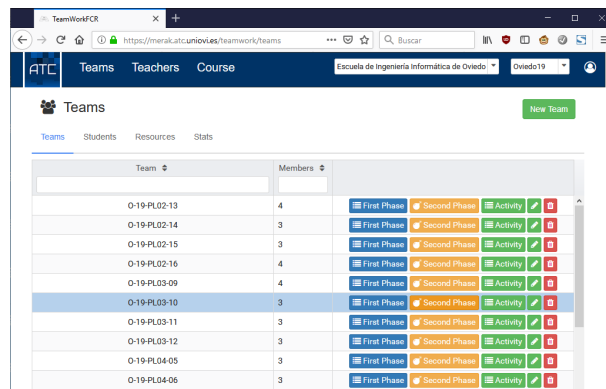 TeamWorkFCR
https://merak.atc.uniovi.es/teamwork/teams
Buscar
ATC Teams Teachers Course Escuela de Ingeniería Informática de Oviedo Oviedo19
Teams New Team
Teams Students Resources Stats
Team Members
O-19-PL02-13 4 First Phase Second Phase Activity
O-19-PL02-14 3 First Phase Second Phase Activity
O-19-PL02-15 3 First Phase Second Phase Activity
O-19-PL02-16 4 First Phase Second Phase Activity
O-19-PL03-09 4 First Phase Second Phase Activity
O-19-PL03-10 3 First Phase Second Phase Activity
O-19-PL03-11 3 First Phase Second Phase Activity
O-19-PL03-12 3 First Phase Second Phase Activity
O-19-PL04-05 3 First Phase Second Phase Activity
O-19-PL04-06 3 First Phase Second Phase Activity